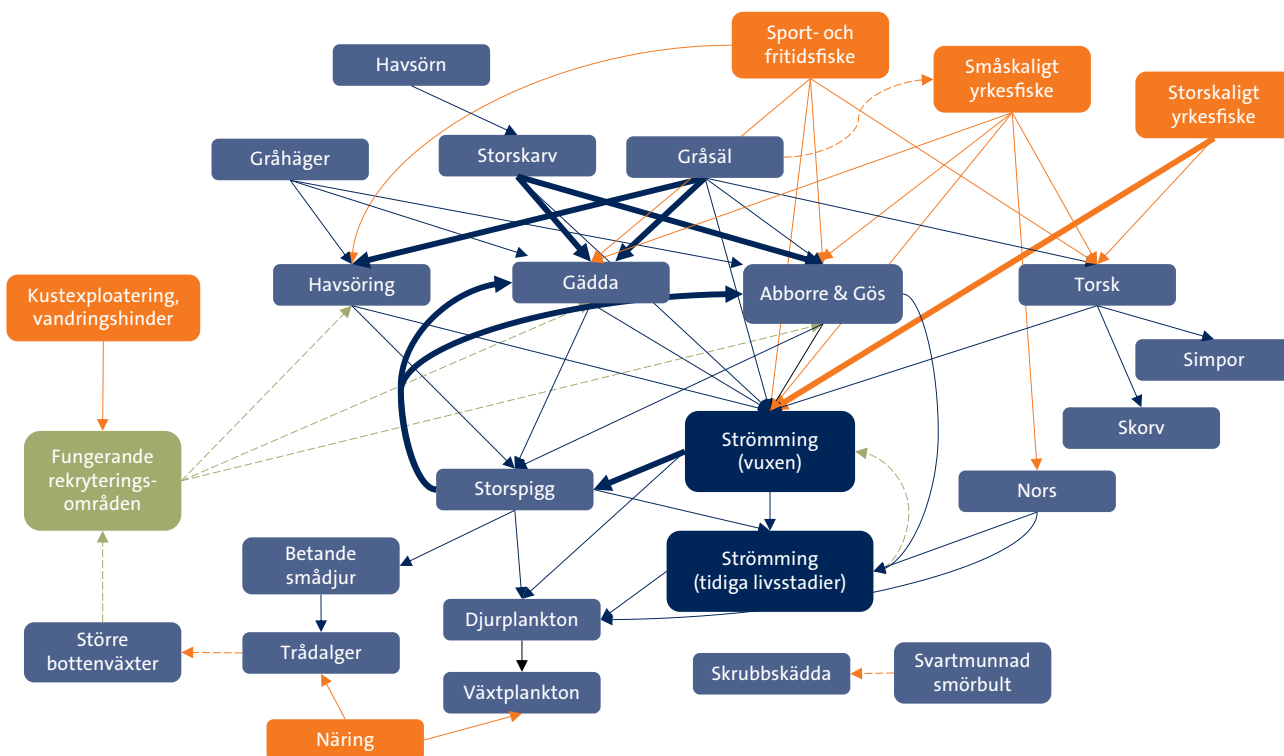 Sport- och
fritidsfiske
Havsörn
Småskaligt
yrkesfiske
Storskaligt
yrkesfiske
Gråhäger
Storskarv
Gråsäl
Kustexploatering,
vandringshinder
Havsöring
Gädda
Abborre & Gös
Torsk
Simpor
Skorv
Fungerande
rekryterings-
områden
Strömming
(vuxen)
Storspigg
Nors
Betande
smådjur
Strömming
(tidiga livsstadier)
Djurplankton
Större
bottenväxter
Trådalger
Växtplankton
Skrubbskädda
Svartmunnad
smörbult
Näring